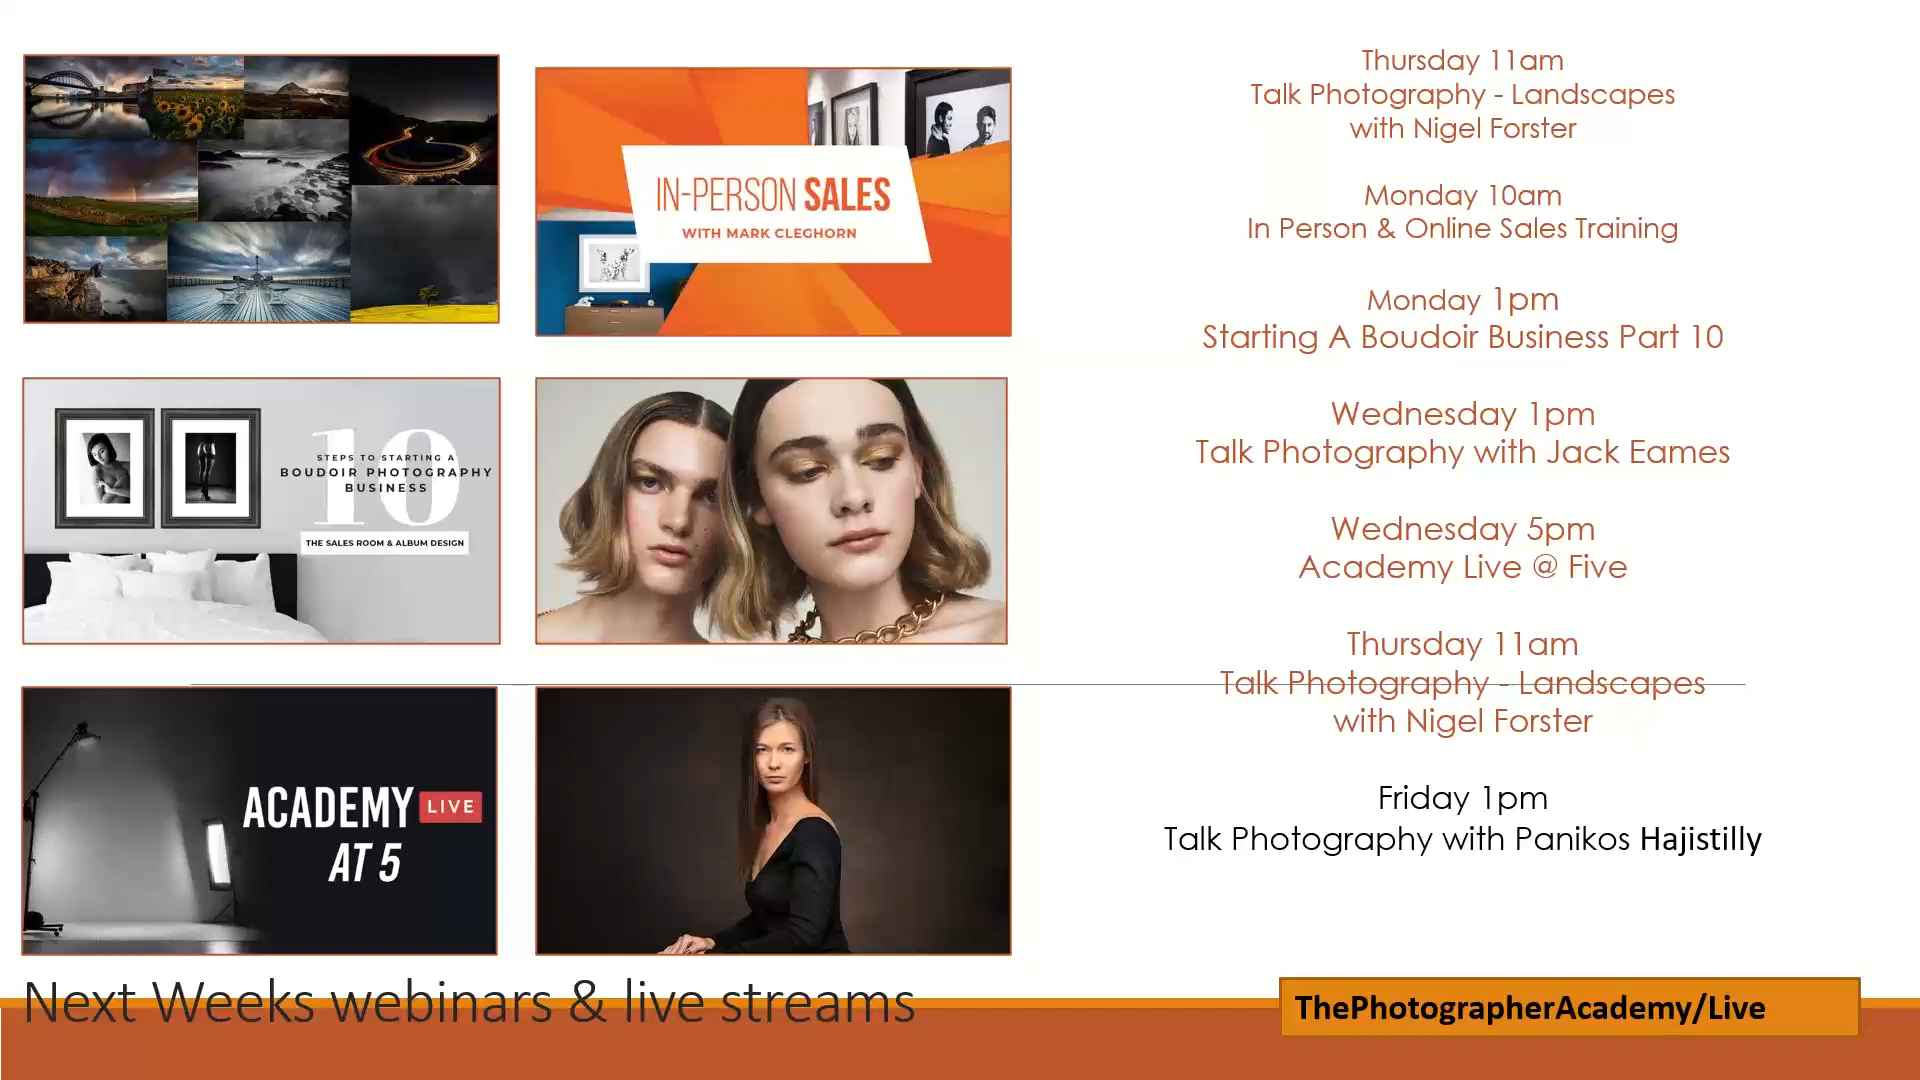 IN-PERSON SALES
WITH MARK CLEGHORN
10
STEPS TO STARTING A
BOUDOIR PHOTOGRAPHY
BUSINESS
THE SALES ROOM & ALBUM DESIGN
ACADEMY LIVE
AT 5
Thursday 11am
Talk Photography - Landscapes
with Nigel Forster
Monday 10am
In Person & Online Sales Training
Monday 1pm
Starting A Boudoir Business Part 10
Wednesday 1pm
Talk Photography with Jack Eames
Wednesday 5pm
Academy Live @ Five
Thursday 11am
Talk Photography - Landscapes
with Nigel Forster
Friday 1pm
Talk Photography with Panikos Hajistilly
Next Weeks webinars & live streams
ThePhotographerAcademy/Live